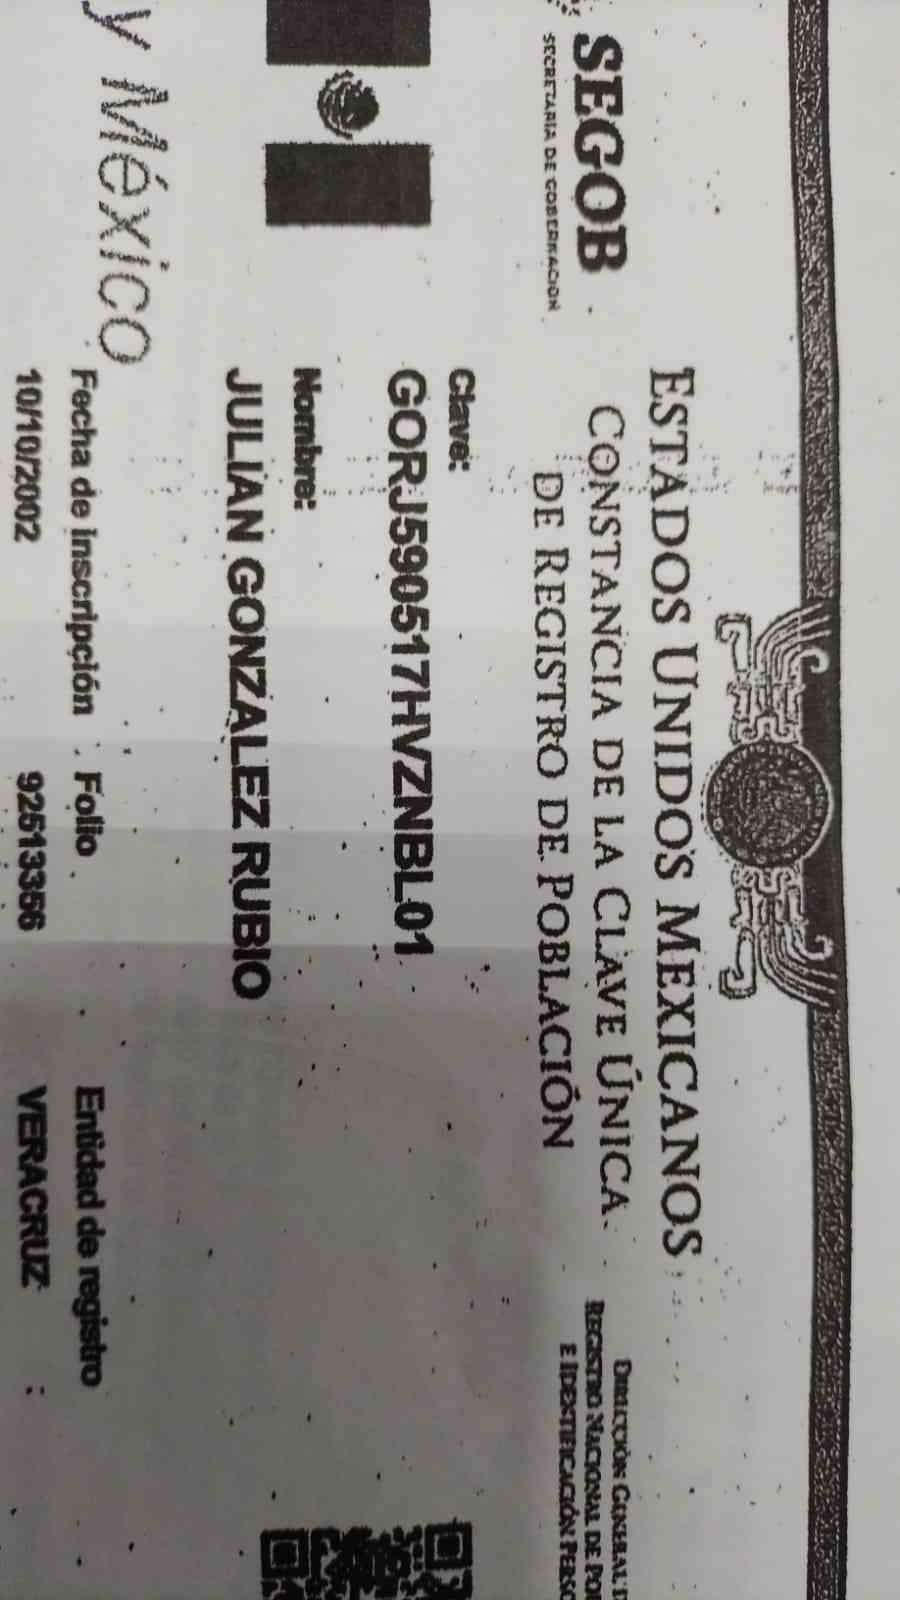 SEGOB
SECRETARÍA DE GOBERNACIÓN
ESTADOS UNIDOS MEXICANOS
CONSTANCIA DE LA CLAVE ÚNICA
DE REGISTRO DE POBLACIÓN
DIRECCIÓN GENERAL D
REGISTRO NACIONAL DE POB
E IDENTIFICACIÓN PERSO
Clave:
GORJ590517HVZNBL01
Nombre:
JULIAN GONZALEZ RUBIO
y México
Fecha de Inscripción
Folio
Entidad de registro
10/10/2002
92513356
VERACRUZ